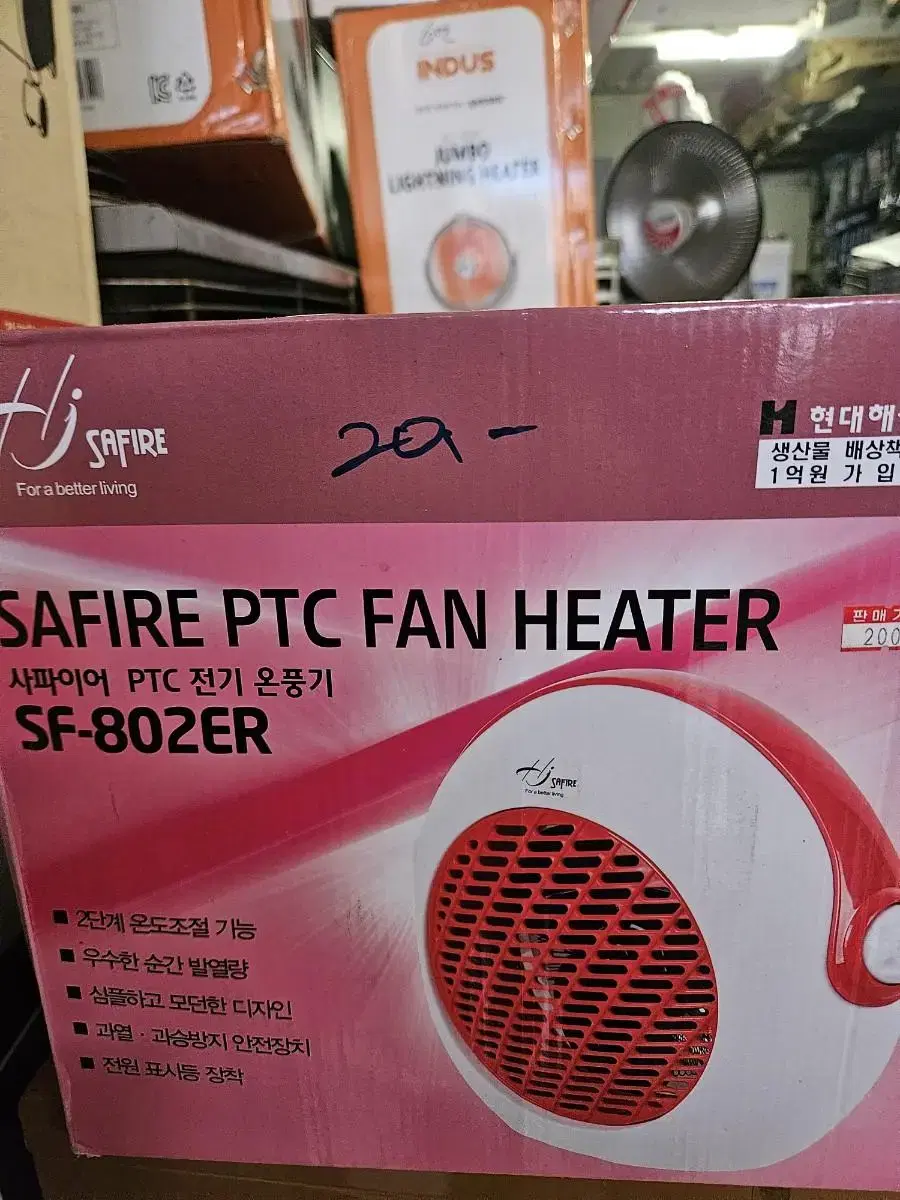 INDUS
JUMBO
LIGHTNING HEATER
Hj SAFIRE
For a better living
20,-
현대해
생산물 배상책
1억원 가입
SAFIRE PTC FAN HEATER
사파이어 PTC 전기 온풍기
SF-802ER
판매
200
Hj SAFIRE
For a better living
■ 2단계 온도조절 기능
■ 우수한 순간 발열량
■ 심플하고 모던한 디자인
■ 과열 · 과승방지 안전장치
■ 전원 표시등 장착